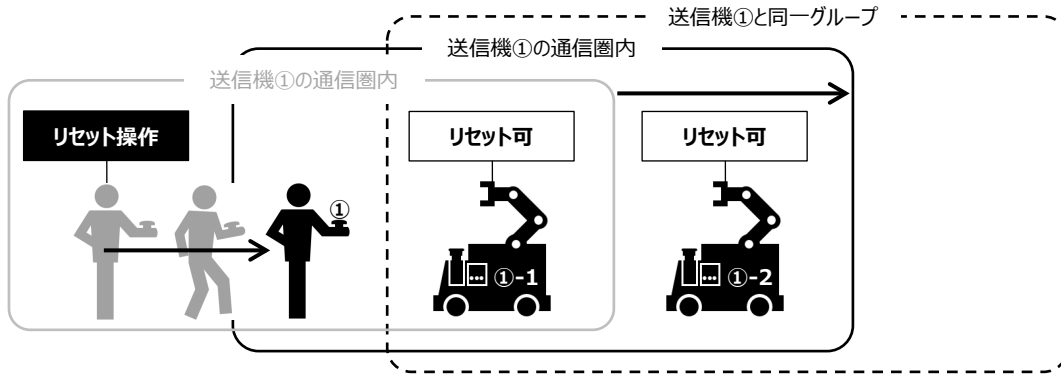 送信機①と同一グループ
送信機①の通信圏内
送信機①の通信圏内
リセット操作
リセット可
リセット可
①
①-1
①-2